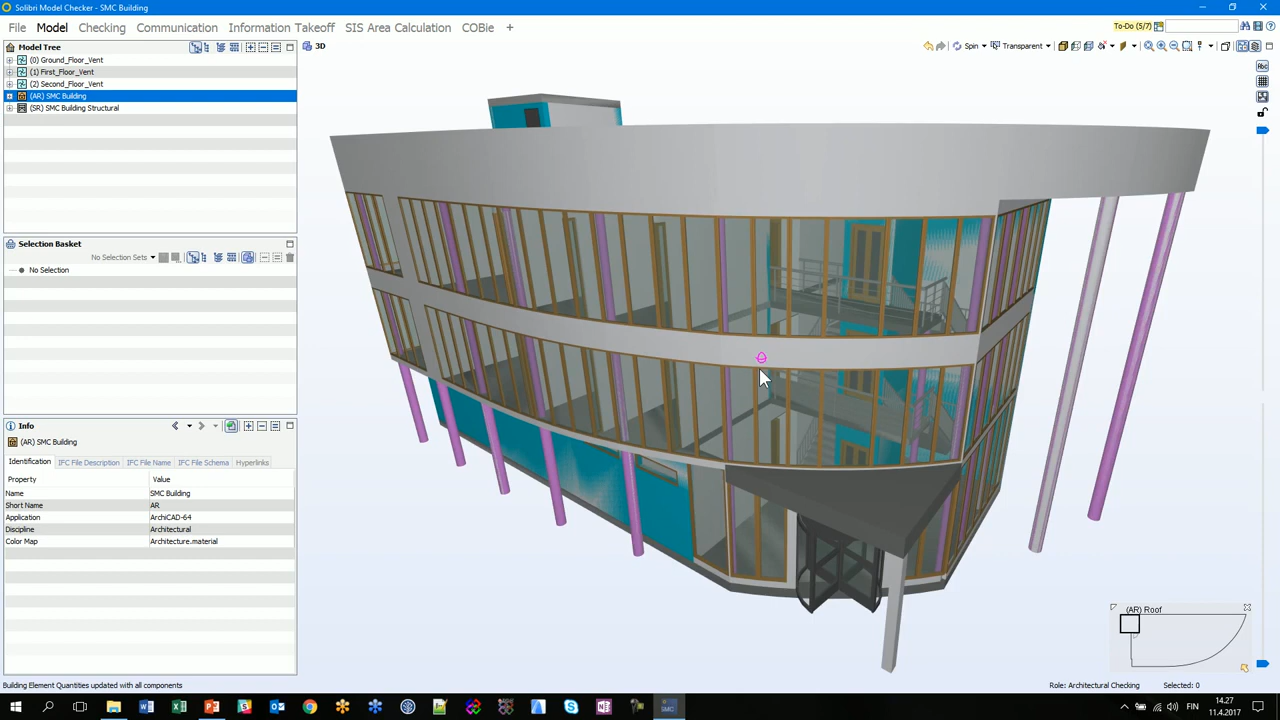 Solibri Model Checker - SMC Building
File Model Checking Communication Information Takeoff SIS Area Calculation COBie +
To-Do (5/7)
Model Tree
(0) Ground_Floor_Vent
(1) First_Floor_Vent
(2) Second_Floor_Vent
(AR) SMC Building
(SR) SMC Building Structural
3D
Spin
Transparent
Abc
Selection Basket
No Selection Sets
No Selection
Info
(AR) SMC Building
Identification IFC File Description IFC File Name IFC File Schema Hyperlinks
Property Value
Name SMC Building
Short Name AR
Application ArchiCAD-64
Discipline Architectural
Color Map Architecture.material
(AR) Roof
Building Element Quantities updated with all components
Role: Architectural Checking Selected: 0
SMC
FIN
14.27
11.4.2017